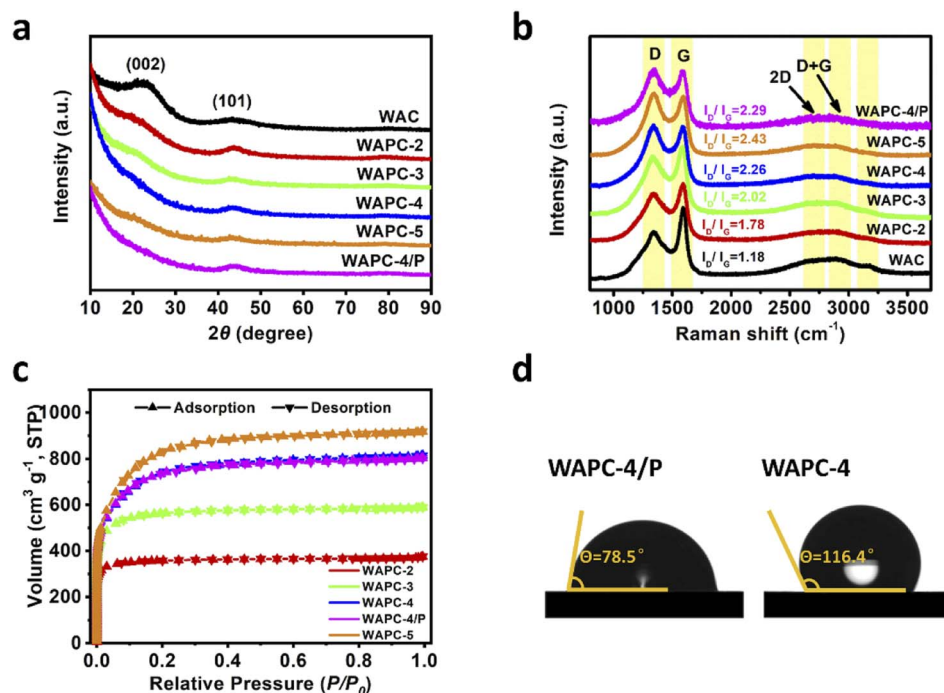 a
(002)
(101)
WAC
WAPC-2
WAPC-3
WAPC-4
WAPC-5
WAPC-4/P
Intensity (a.u.)
10 20 30 40 50 60 70 80 90
2θ (degree)
b
D G
2D
D+G
I_D/ I_G=2.29 WAPC-4/P
I_D/ I_G=2.43 WAPC-5
I_D/ I_G=2.26 WAPC-4
I_D/ I_G=2.02 WAPC-3
I_D/ I_G=1.78 WAPC-2
I_D/ I_G=1.18 WAC
Intensity (a.u.)
1000 1500 2000 2500 3000 3500
Raman shift (cm⁻¹)
c
Adsorption Desorption
1000
800
600
400
200
0
Volume (cm³ g⁻¹, STP)
WAPC-2
WAPC-3
WAPC-4
WAPC-4/P
WAPC-5
0.0 0.2 0.4 0.6 0.8 1.0
Relative Pressure (P/P₀)
d
WAPC-4/P WAPC-4
Θ=78.5° Θ=116.4°